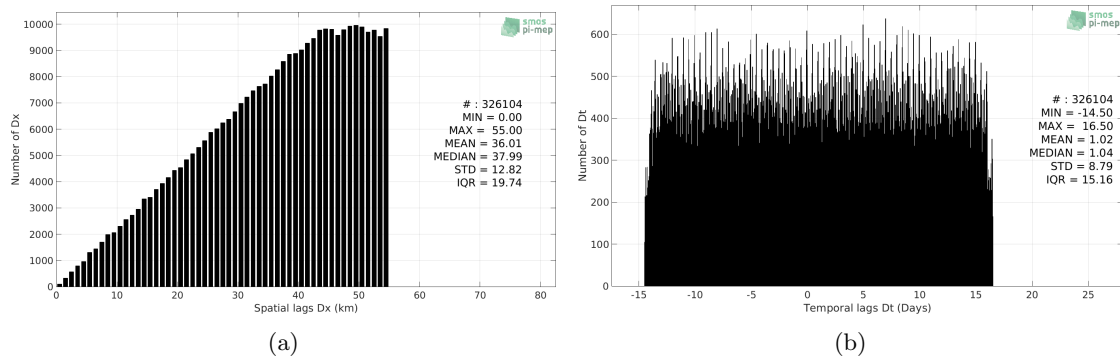 10000
9000
8000
7000
6000
5000
4000
3000
2000
1000
0
Number of Dx
0 10 20 30 40 50 60 70 80
Spatial lags Dx (km)
smos
pi-mep
# : 326104
MIN = 0.00
MAX = 55.00
MEAN = 36.01
MEDIAN = 37.99
STD = 12.82
IQR = 19.74
(a)
600
500
400
300
200
100
0
Number of Dt
-15 -10 -5 0 5 10 15 20 25
Temporal lags Dt (Days)
smos
pi-mep
# : 326104
MIN = -14.50
MAX = 16.50
MEAN = 1.02
MEDIAN = 1.04
STD = 8.79
IQR = 15.16
(b)